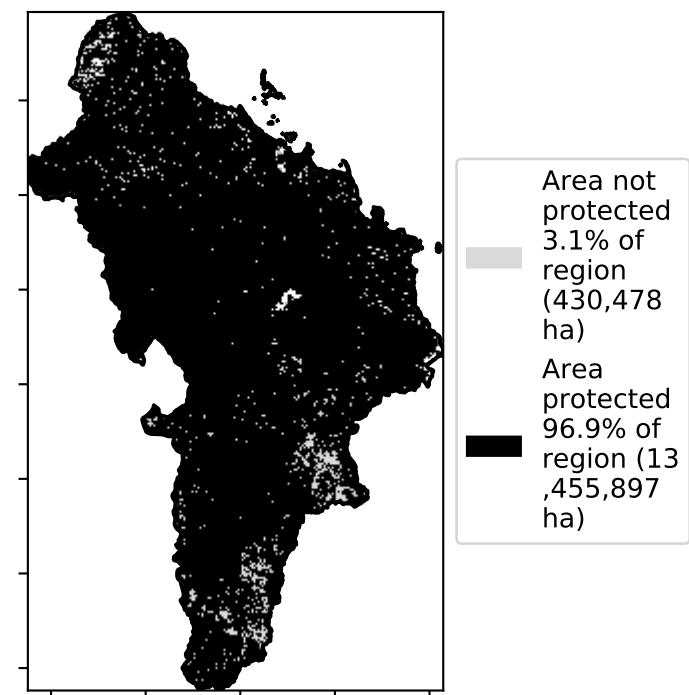 Area not
protected
3.1% of
region
(430,478
ha)
Area
protected
96.9% of
region (13
,455,897
ha)